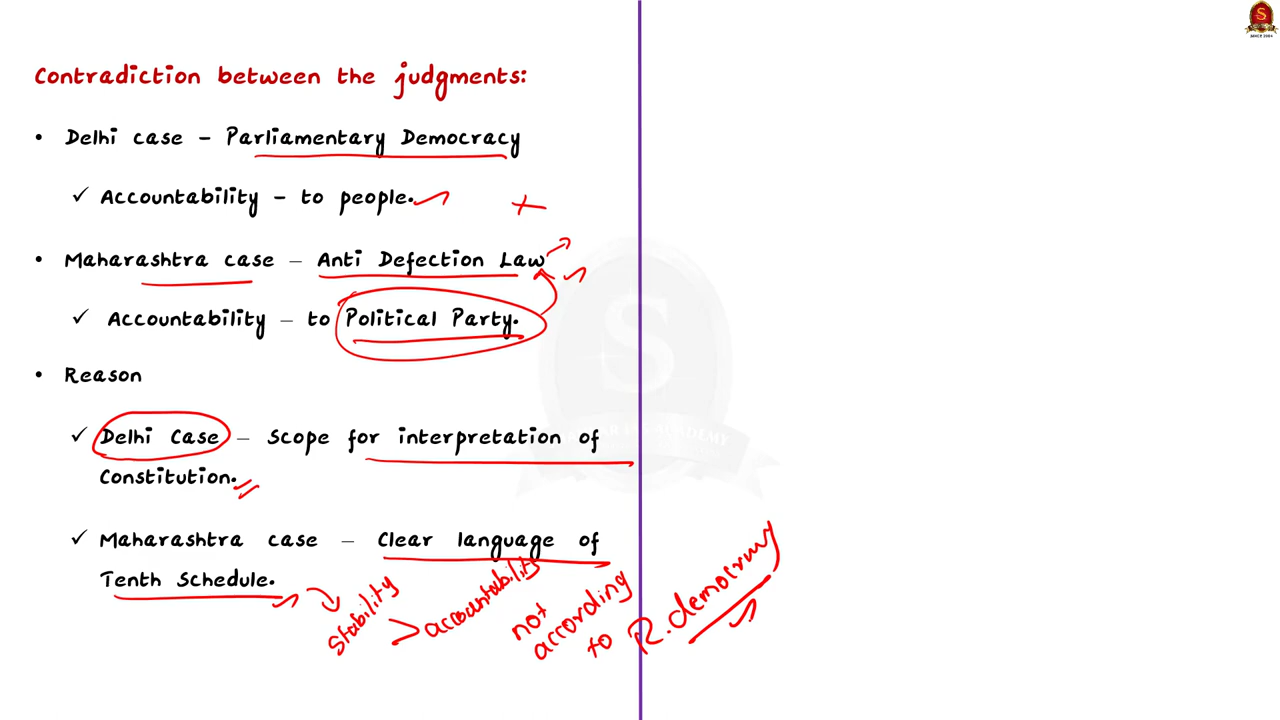 Contradiction between the judgments:
• Delhi case – Parliamentary Democracy
✓ Accountability – to people.
• Maharashtra case – Anti Defection Law
✓ Accountability – to Political Party.
• Reason
✓ Delhi Case – Scope for interpretation of
Constitution.
✓ Maharashtra case – Clear language of
Tenth Schedule.
Stability > accountability
not according to R.democracy
S
SINCE 2004